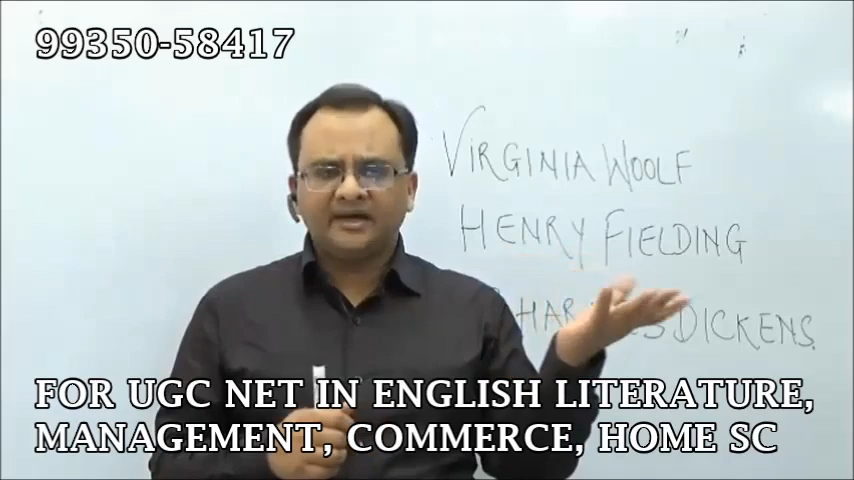 99350-58417
VIRGINIA WOOLF
HENRY FIELDING
DICKENS.
FOR UGC NET IN ENGLISH LITERATURE,
MANAGEMENT, COMMERCE, HOME SC